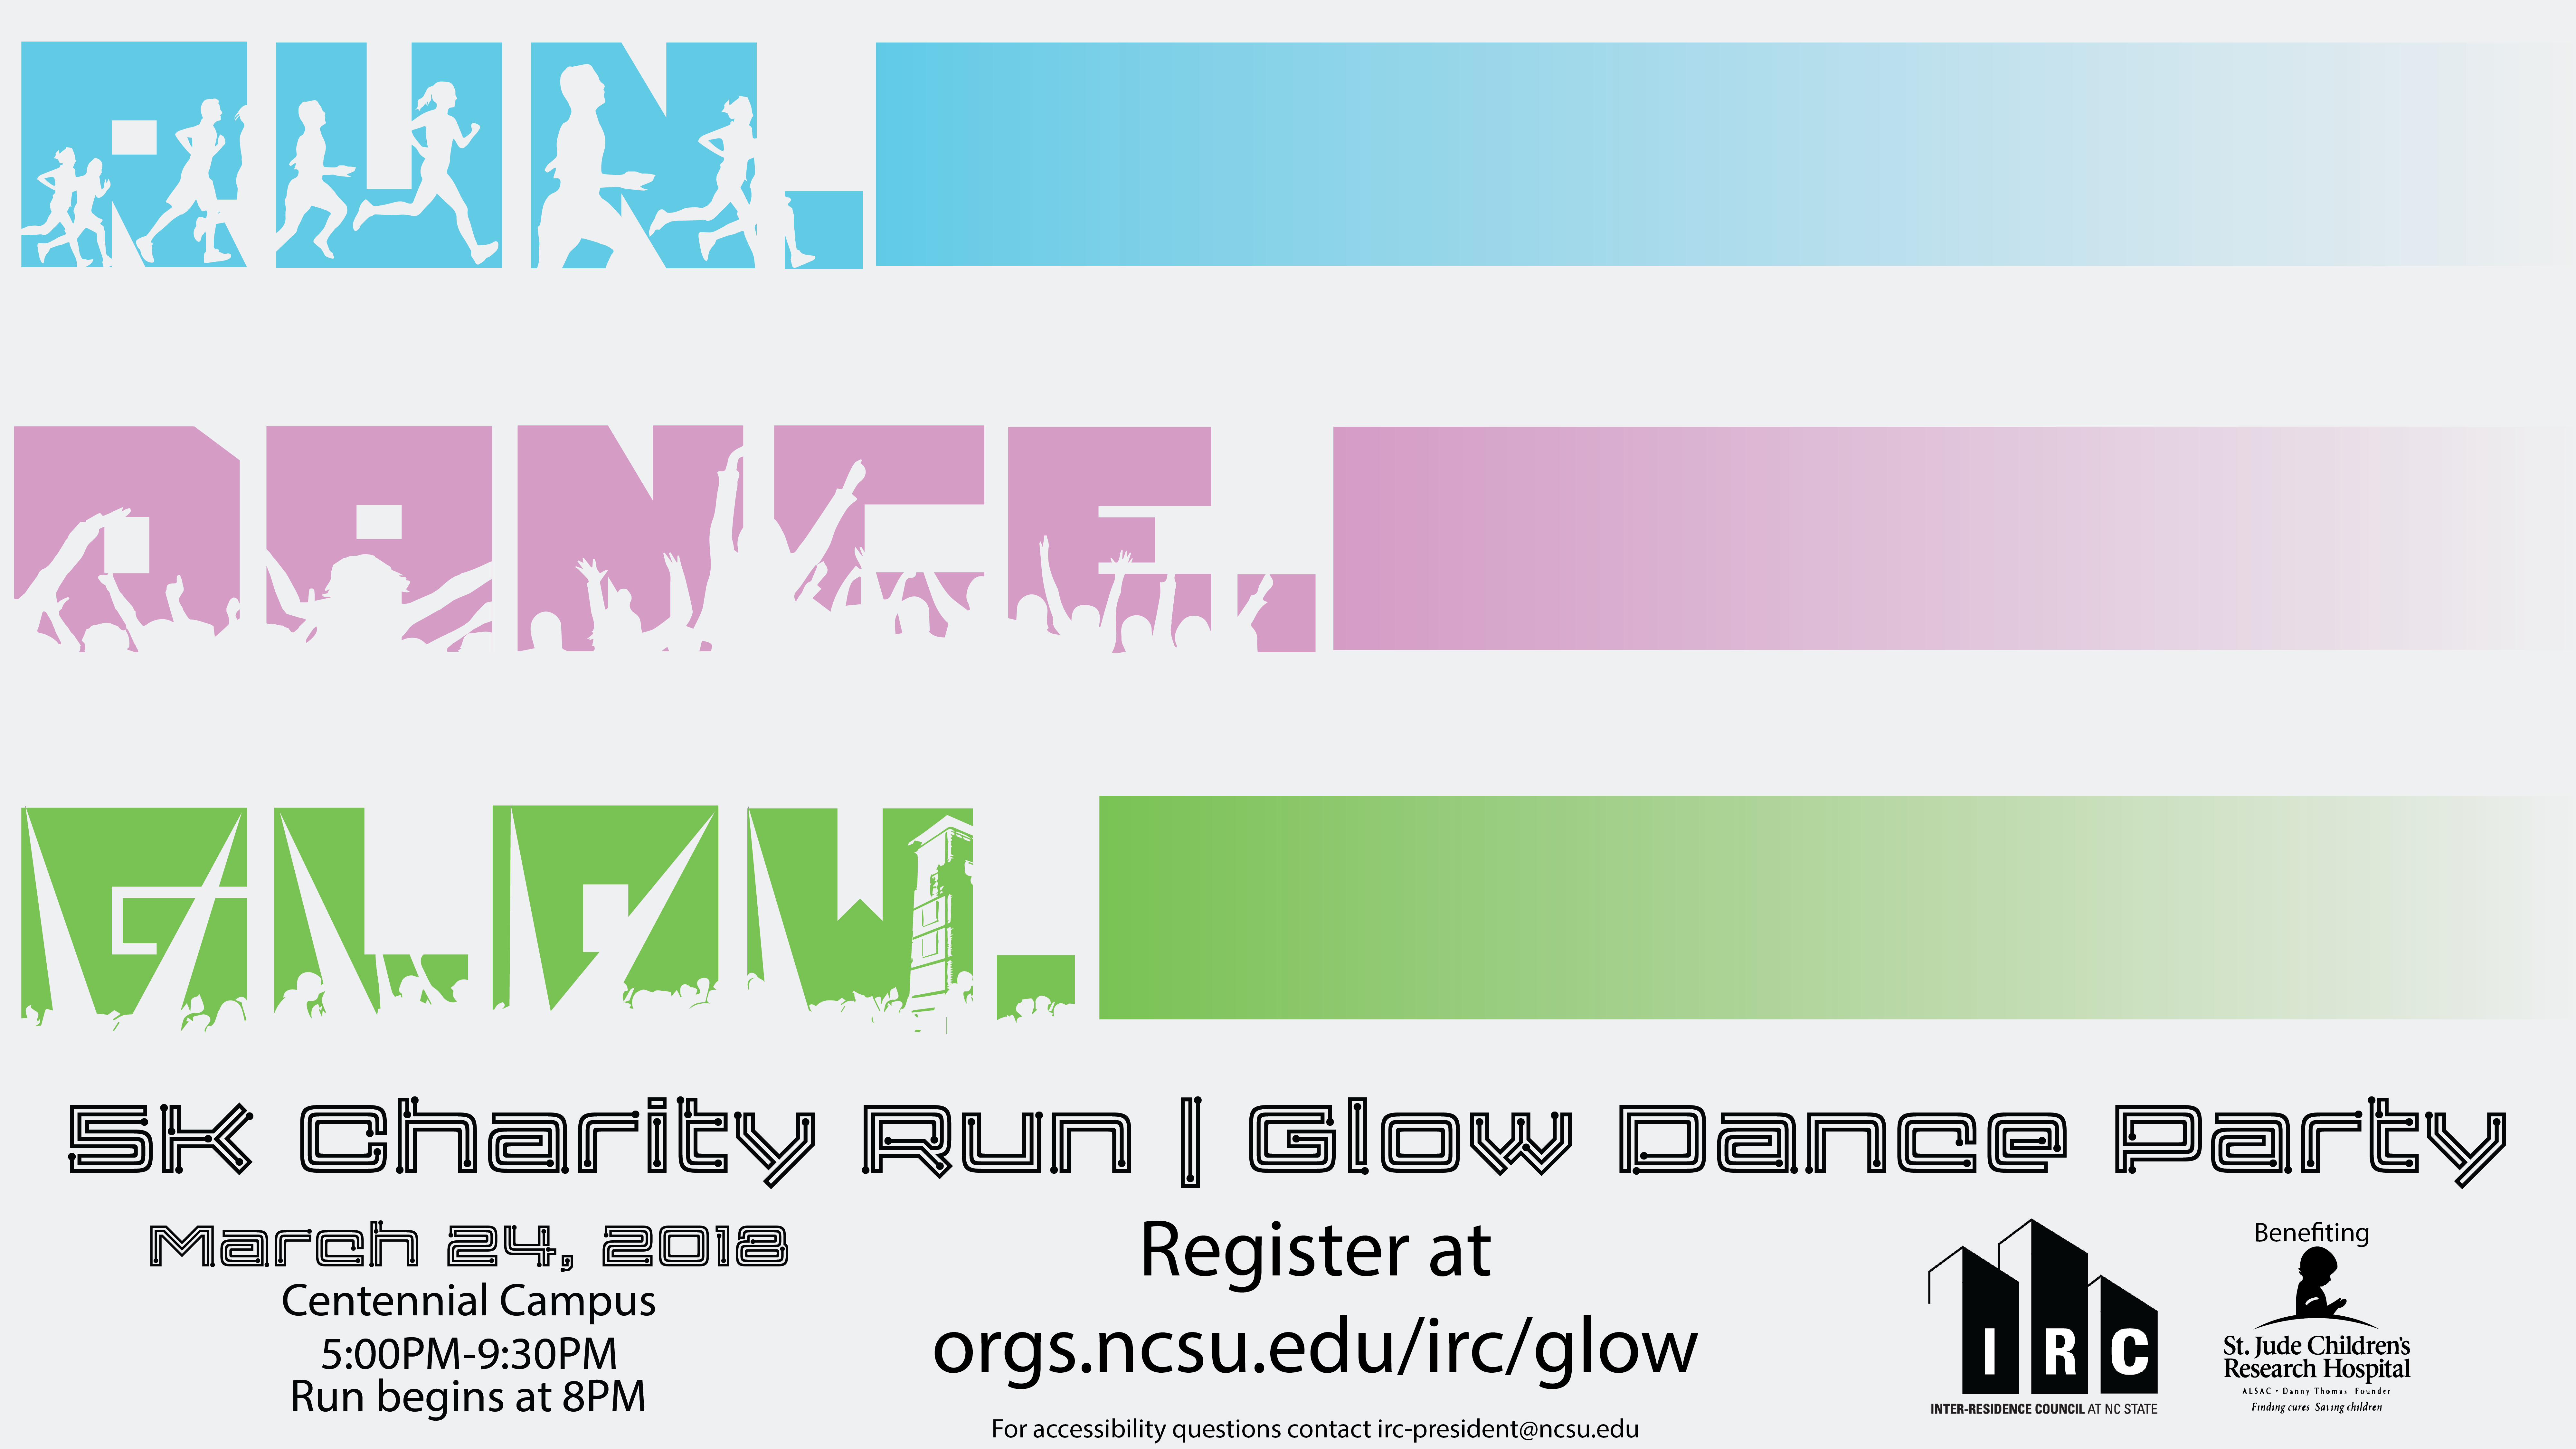 RUN.
DANCE.
GLOW.
5K Charity Run | Glow Dance Party
March 24, 2018
Centennial Campus
5:00PM-9:30PM
Run begins at 8PM
Register at
orgs.ncsu.edu/irc/glow
For accessibility questions contact irc-president@ncsu.edu
IRC
INTER-RESIDENCE COUNCIL AT NC STATE
Benefiting
St. Jude Children's
Research Hospital
ALSAC • Danny Thomas Founder
Finding cures Saving children